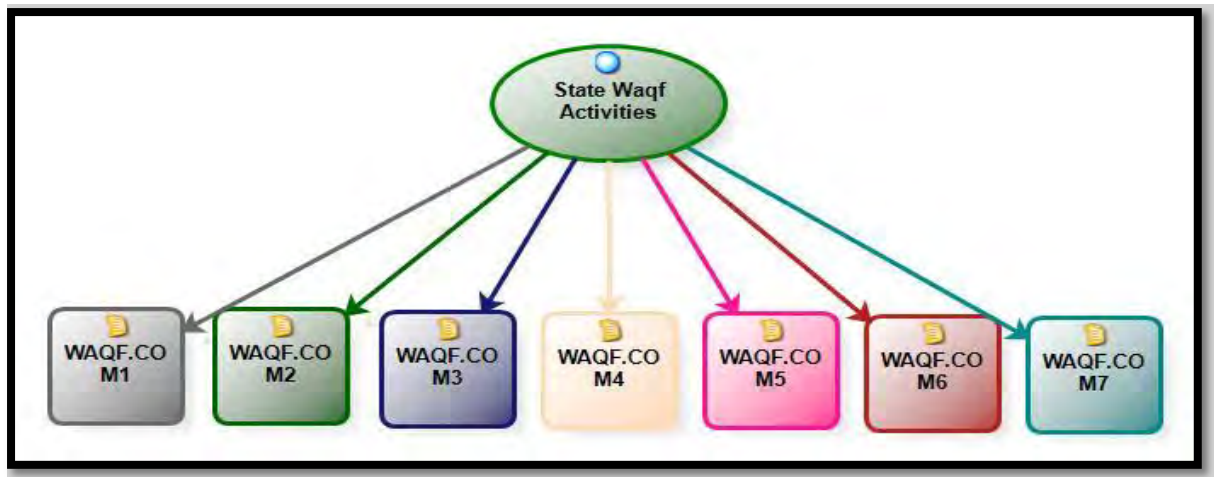 State Waqf
Activities
WAQF.CO
M1
WAQF.CO
M2
WAQF.CO
M3
WAQF.CO
M4
WAQF.CO
M5
WAQF.CO
M6
WAQF.CO
M7